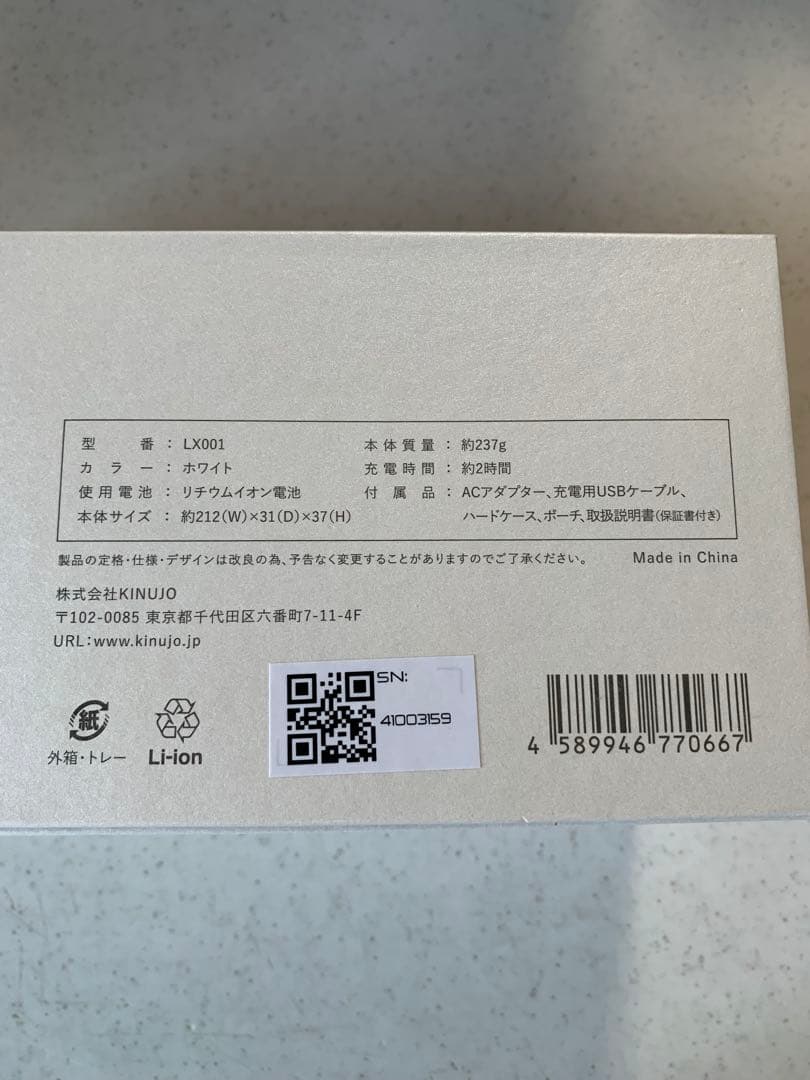 型番：LX001
カラー：ホワイト
使用電池：リチウムイオン電池
本体サイズ：約212(W)×31(D)×37(H)
本体質量：約237g
充電時間：約2時間
付属品：ACアダプター、充電用USBケーブル、
ハードケース、ポーチ、取扱説明書(保証書付き)
製品の定格・仕様・デザインは改良の為、予告なく変更することがありますのでご了承ください。
Made in China
株式会社KINUJO
〒102-0085 東京都千代田区六番町7-11-4F
URL：www.kinujo.jp
紙
外箱・トレー
Li-ion
SN:
41003159
4 589946 770667